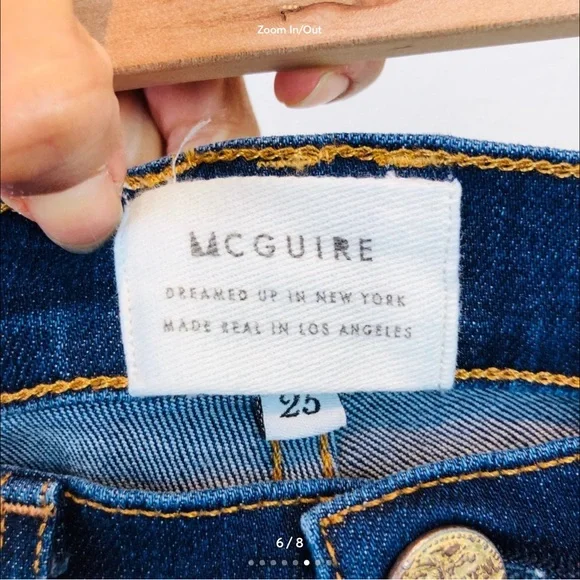 Zoom In/Out
MCGUIRE
DREAMED UP IN NEW YORK
MADE REAL IN LOS ANGELES
25
6 / 8